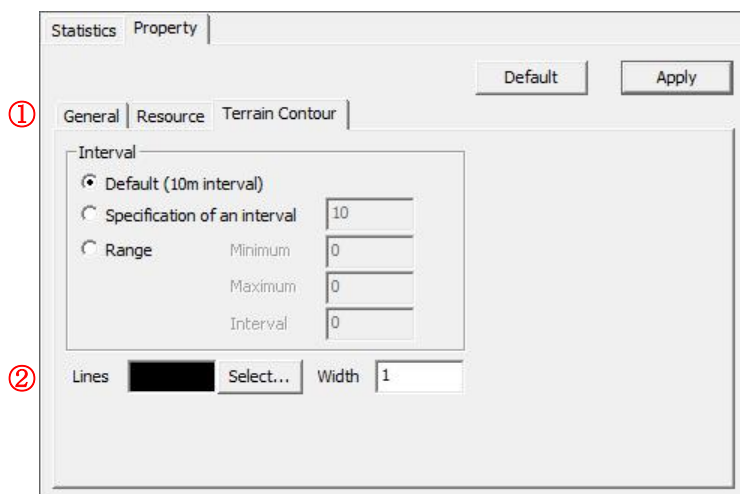 Statistics Property
Default Apply
① General Resource Terrain Contour
Interval
Default (10m interval)
Specification of an interval 10
Range Minimum 0
Maximum 0
Interval 0
② Lines Select... Width 1